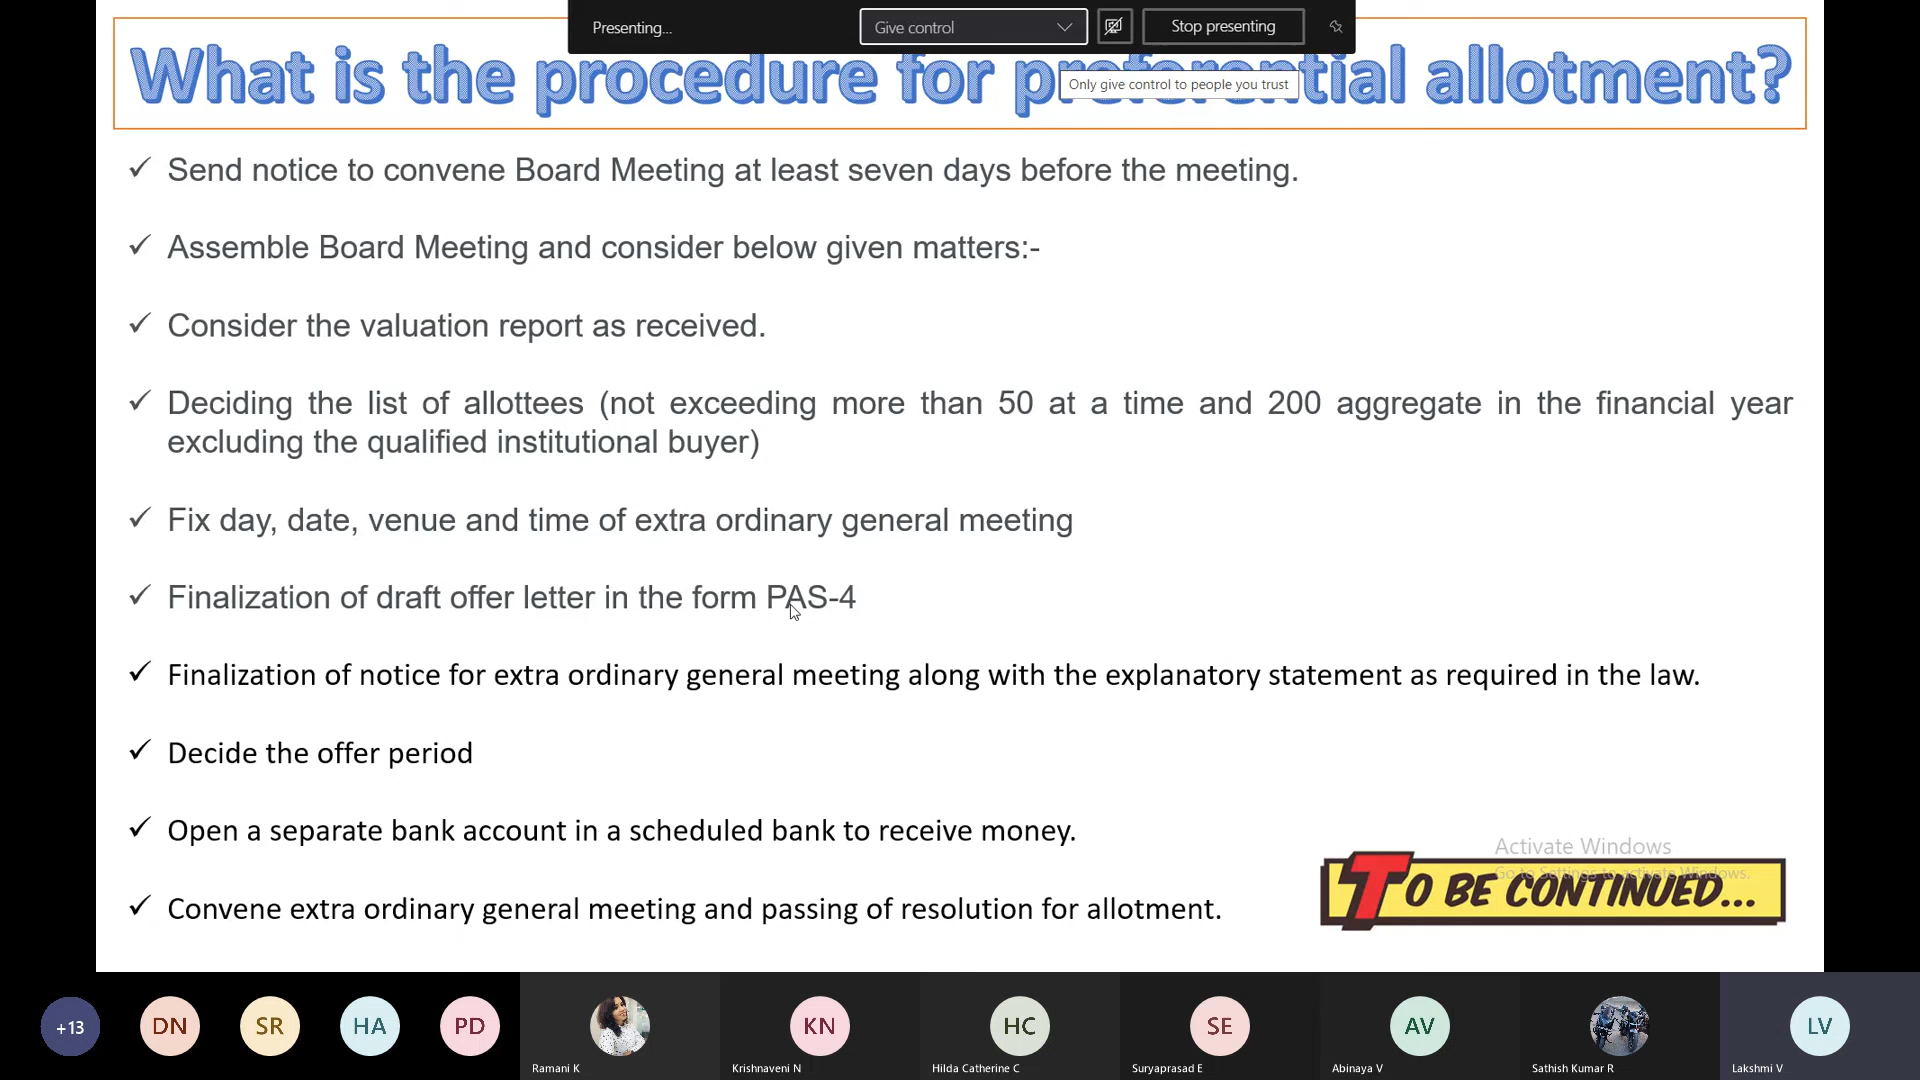 Presenting...
Give control
Stop presenting
What is the procedure for preferential allotment?
Only give control to people you trust
✓ Send notice to convene Board Meeting at least seven days before the meeting.
✓ Assemble Board Meeting and consider below given matters:-
✓ Consider the valuation report as received.
✓ Deciding the list of allottees (not exceeding more than 50 at a time and 200 aggregate in the financial year
excluding the qualified institutional buyer)
✓ Fix day, date, venue and time of extra ordinary general meeting
✓ Finalization of draft offer letter in the form PAS-4
✓ Finalization of notice for extra ordinary general meeting along with the explanatory statement as required in the law.
✓ Decide the offer period
✓ Open a separate bank account in a scheduled bank to receive money.
Activate Windows
Go to Settings to activate Windows.
TO BE CONTINUED...
✓ Convene extra ordinary general meeting and passing of resolution for allotment.
+13
DN
SR
HA
PD
KN
HC
SE
AV
LV
Ramani K
Krishnaveni N
Hilda Catherine C
Suryaprasad E
Abinaya V
Sathish Kumar R
Lakshmi V